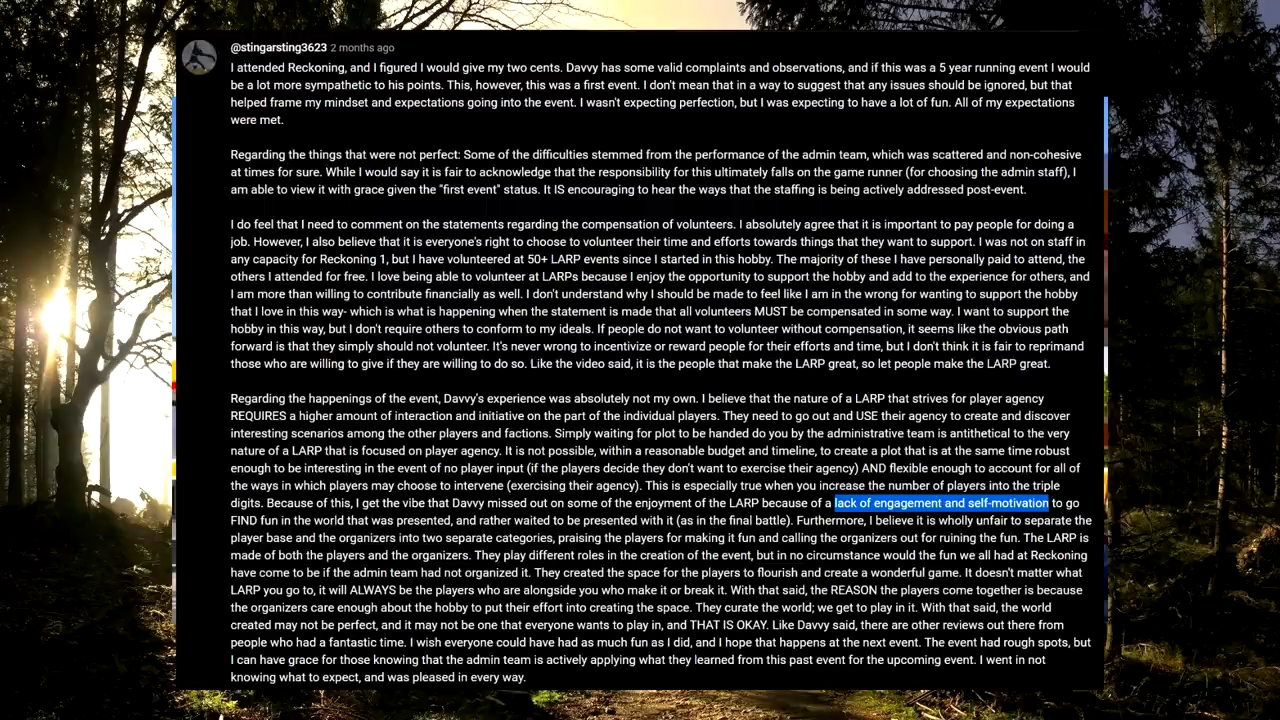 @stingarsting3623 2 months ago
I attended Reckoning, and I figured I would give my two cents. Davvy has some valid complaints and observations, and if this was a 5 year running event I would
be a lot more sympathetic to his points. This, however, this was a first event. I don't mean that in a way to suggest that any issues should be ignored, but that
helped frame my mindset and expectations going into the event. I wasn't expecting perfection, but I was expecting to have a lot of fun. All of my expectations
were met.
Regarding the things that were not perfect: Some of the difficulties stemmed from the performance of the admin team, which was scattered and non-cohesive
at times for sure. While I would say it is fair to acknowledge that the responsibility for this ultimately falls on the game runner (for choosing the admin staff), I
am able to view it with grace given the "first event" status. It IS encouraging to hear the ways that the staffing is being actively addressed post-event.
I do feel that I need to comment on the statements regarding the compensation of volunteers. I absolutely agree that it is important to pay people for doing a
job. However, I also believe that it is everyone's right to choose to volunteer their time and efforts towards things that they want to support. I was not on staff in
any capacity for Reckoning 1, but I have volunteered at 50+ LARP events since I started in this hobby. The majority of these I have personally paid to attend, the
others I attended for free. I love being able to volunteer at LARPs because I enjoy the opportunity to support the hobby and add to the experience for others, and
I am more than willing to contribute financially as well. I don't understand why I should be made to feel like I am in the wrong for wanting to support the hobby
that I love in this way- which is what is happening when the statement is made that all volunteers MUST be compensated in some way. I want to support the
hobby in this way, but I don't require others to conform to my ideals. If people do not want to volunteer without compensation, it seems like the obvious path
forward is that they simply should not volunteer. It's never wrong to incentivize or reward people for their efforts and time, but I don't think it is fair to reprimand
those who are willing to give if they are willing to do so. Like the video said, it is the people that make the LARP great, so let people make the LARP great.
Regarding the happenings of the event, Davvy's experience was absolutely not my own. I believe that the nature of a LARP that strives for player agency
REQUIRES a higher amount of interaction and initiative on the part of the individual players. They need to go out and USE their agency to create and discover
interesting scenarios among the other players and factions. Simply waiting for plot to be handed do you by the administrative team is antithetical to the very
nature of a LARP that is focused on player agency. It is not possible, within a reasonable budget and timeline, to create a plot that is at the same time robust
enough to be interesting in the event of no player input (if the players decide they don't want to exercise their agency) AND flexible enough to account for all of
the ways in which players may choose to intervene (exercising their agency). This is especially true when you increase the number of players into the triple
digits. Because of this, I get the vibe that Davvy missed out on some of the enjoyment of the LARP because of a lack of engagement and self-motivation to go
FIND fun in the world that was presented, and rather waited to be presented with it (as in the final battle). Furthermore, I believe it is wholly unfair to separate the
player base and the organizers into two separate categories, praising the players for making it fun and calling the organizers out for ruining the fun. The LARP is
made of both the players and the organizers. They play different roles in the creation of the event, but in no circumstance would the fun we all had at Reckoning
have come to be if the admin team had not organized it. They created the space for the players to flourish and create a wonderful game. It doesn't matter what
LARP you go to, it will ALWAYS be the players who are alongside you who make it or break it. With that said, the REASON the players come together is because
the organizers care enough about the hobby to put their effort into creating the space. They curate the world; we get to play in it. With that said, the world
created may not be perfect, and it may not be one that everyone wants to play in, and THAT IS OKAY. Like Davvy said, there are other reviews out there from
people who had a fantastic time. I wish everyone could have had as much fun as I did, and I hope that happens at the next event. The event had rough spots, but
I can have grace for those knowing that the admin team is actively applying what they learned from this past event for the upcoming event. I went in not
knowing what to expect, and was pleased in every way.